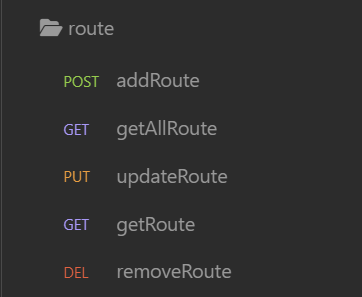 route
POST addRoute
GET getAllRoute
PUT updateRoute
GET getRoute
DEL removeRoute